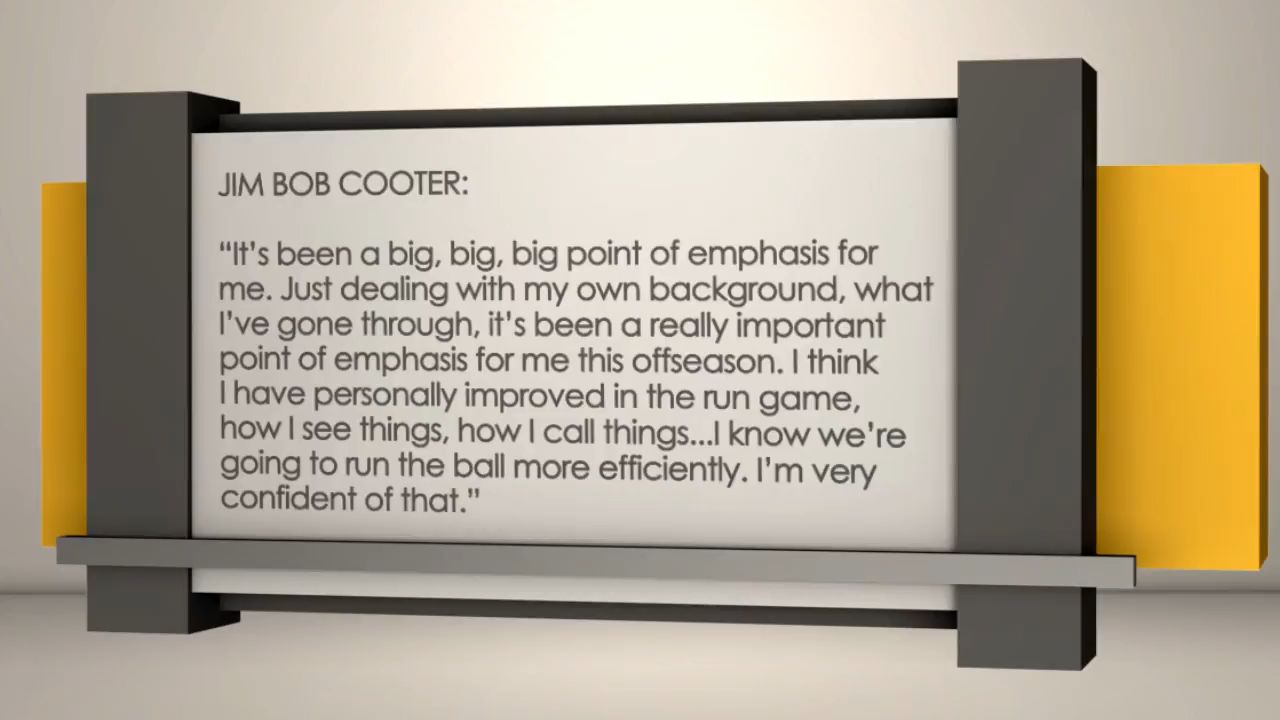 JIM BOB COOTER:
“It’s been a big, big, big point of emphasis for
me. Just dealing with my own background, what
I’ve gone through, it’s been a really important
point of emphasis for me this offseason. I think
I have personally improved in the run game,
how I see things, how I call things...I know we’re
going to run the ball more efficiently. I’m very
confident of that.”